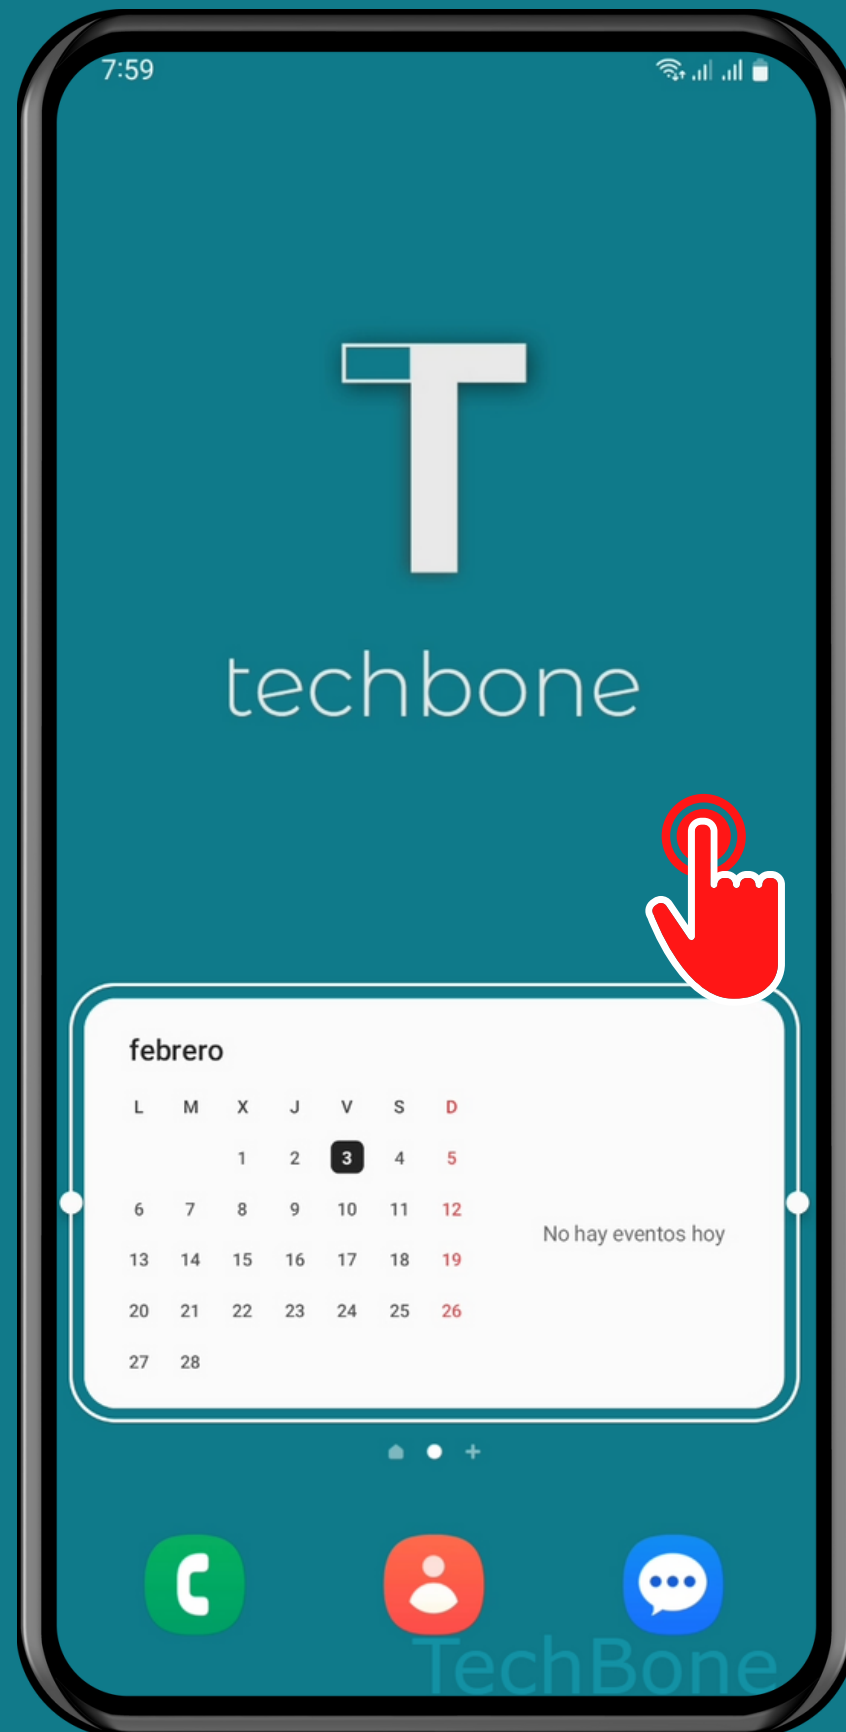 7:59
T
techbone
febrero
L M X J V S D
1 2 3 4 5
6 7 8 9 10 11 12
13 14 15 16 17 18 19
20 21 22 23 24 25 26
27 28
No hay eventos hoy
TechBone